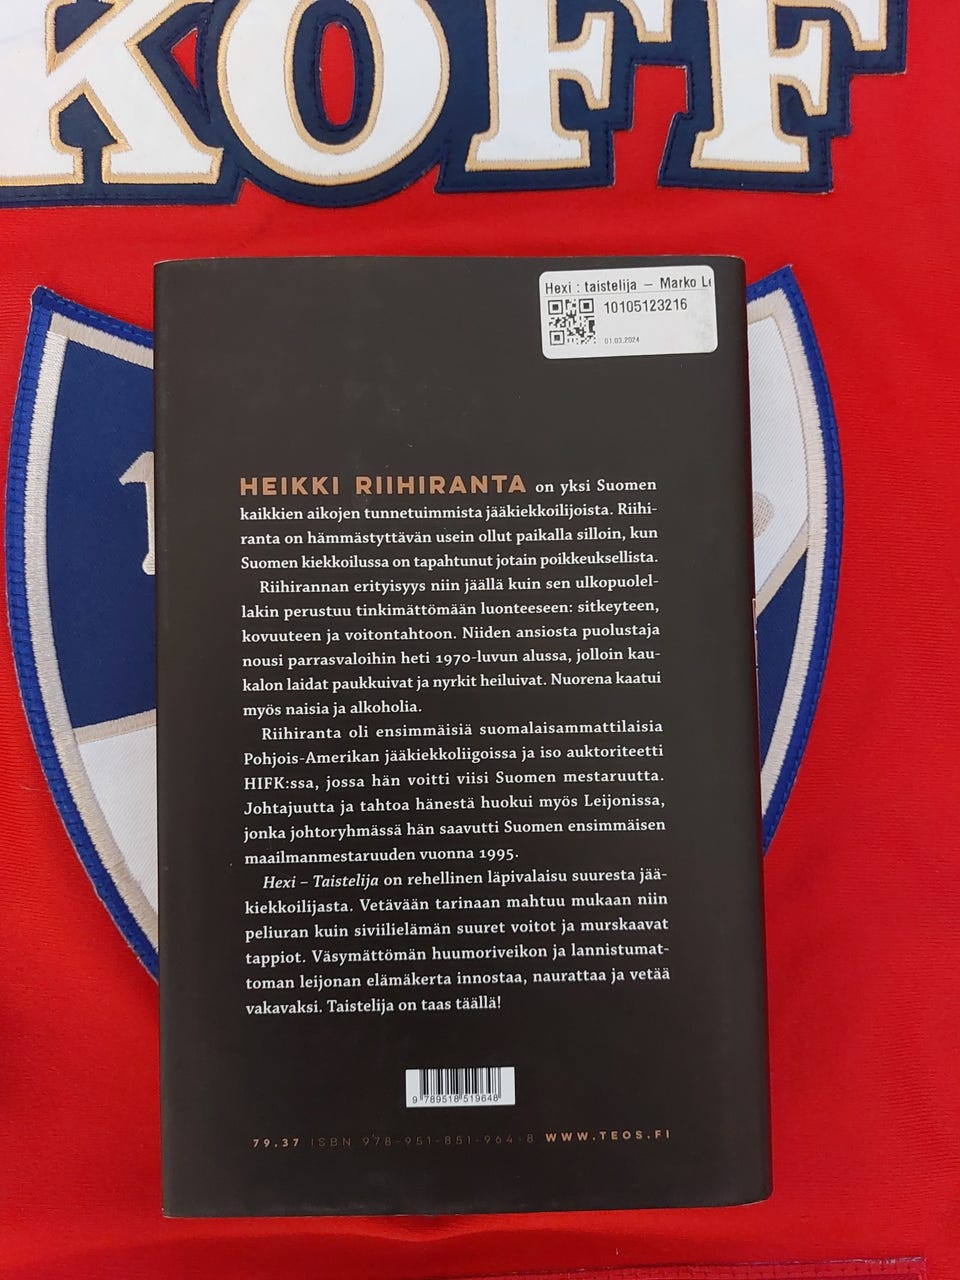 KOFF
Hexi : taistelija – Marko Le
10105123216
01.03.2024
1
HEIKKI RIIHIRANTA on yksi Suomen
kaikkien aikojen tunnetuimmista jääkiekkoilijoista. Riihi-
ranta on hämmästyttävän usein ollut paikalla silloin, kun
Suomen kiekkoilussa on tapahtunut jotain poikkeuksellista.
Riihirannan erityisyys niin jäällä kuin sen ulkopuolel-
lakin perustuu tinkimättömään luonteeseen: sitkeyteen,
kovuuteen ja voitontahtoon. Niiden ansiosta puolustaja
nousi parrasvaloihin heti 1970-luvun alussa, jolloin kau-
kalon laidat paukkuivat ja nyrkit heiluivat. Nuorena kaatui
myös naisia ja alkoholia.
Riihiranta oli ensimmäisiä suomalaisammattilaisia
Pohjois-Amerikan jääkiekkoliigoissa ja iso auktoriteetti
HIFK:ssa, jossa hän voitti viisi Suomen mestaruutta.
Johtajuutta ja tahtoa hänestä huokui myös Leijonissa,
jonka johtoryhmässä hän saavutti Suomen ensimmäisen
maailmanmestaruuden vuonna 1995.
Hexi – Taistelija on rehellinen läpivalaisu suuresta jää-
kiekkoilijasta. Vetävään tarinaan mahtuu mukaan niin
peliuran kuin siviilielämän suuret voitot ja murskaavat
tappiot. Väsymättömän huumoriveikon ja lannistumat-
toman leijonan elämäkerta innostaa, naurattaa ja vetää
vakavaksi. Taistelija on taas täällä!
9 789518 519648
79.37 ISBN 978-951-851-964-8 WWW.TEOS.FI